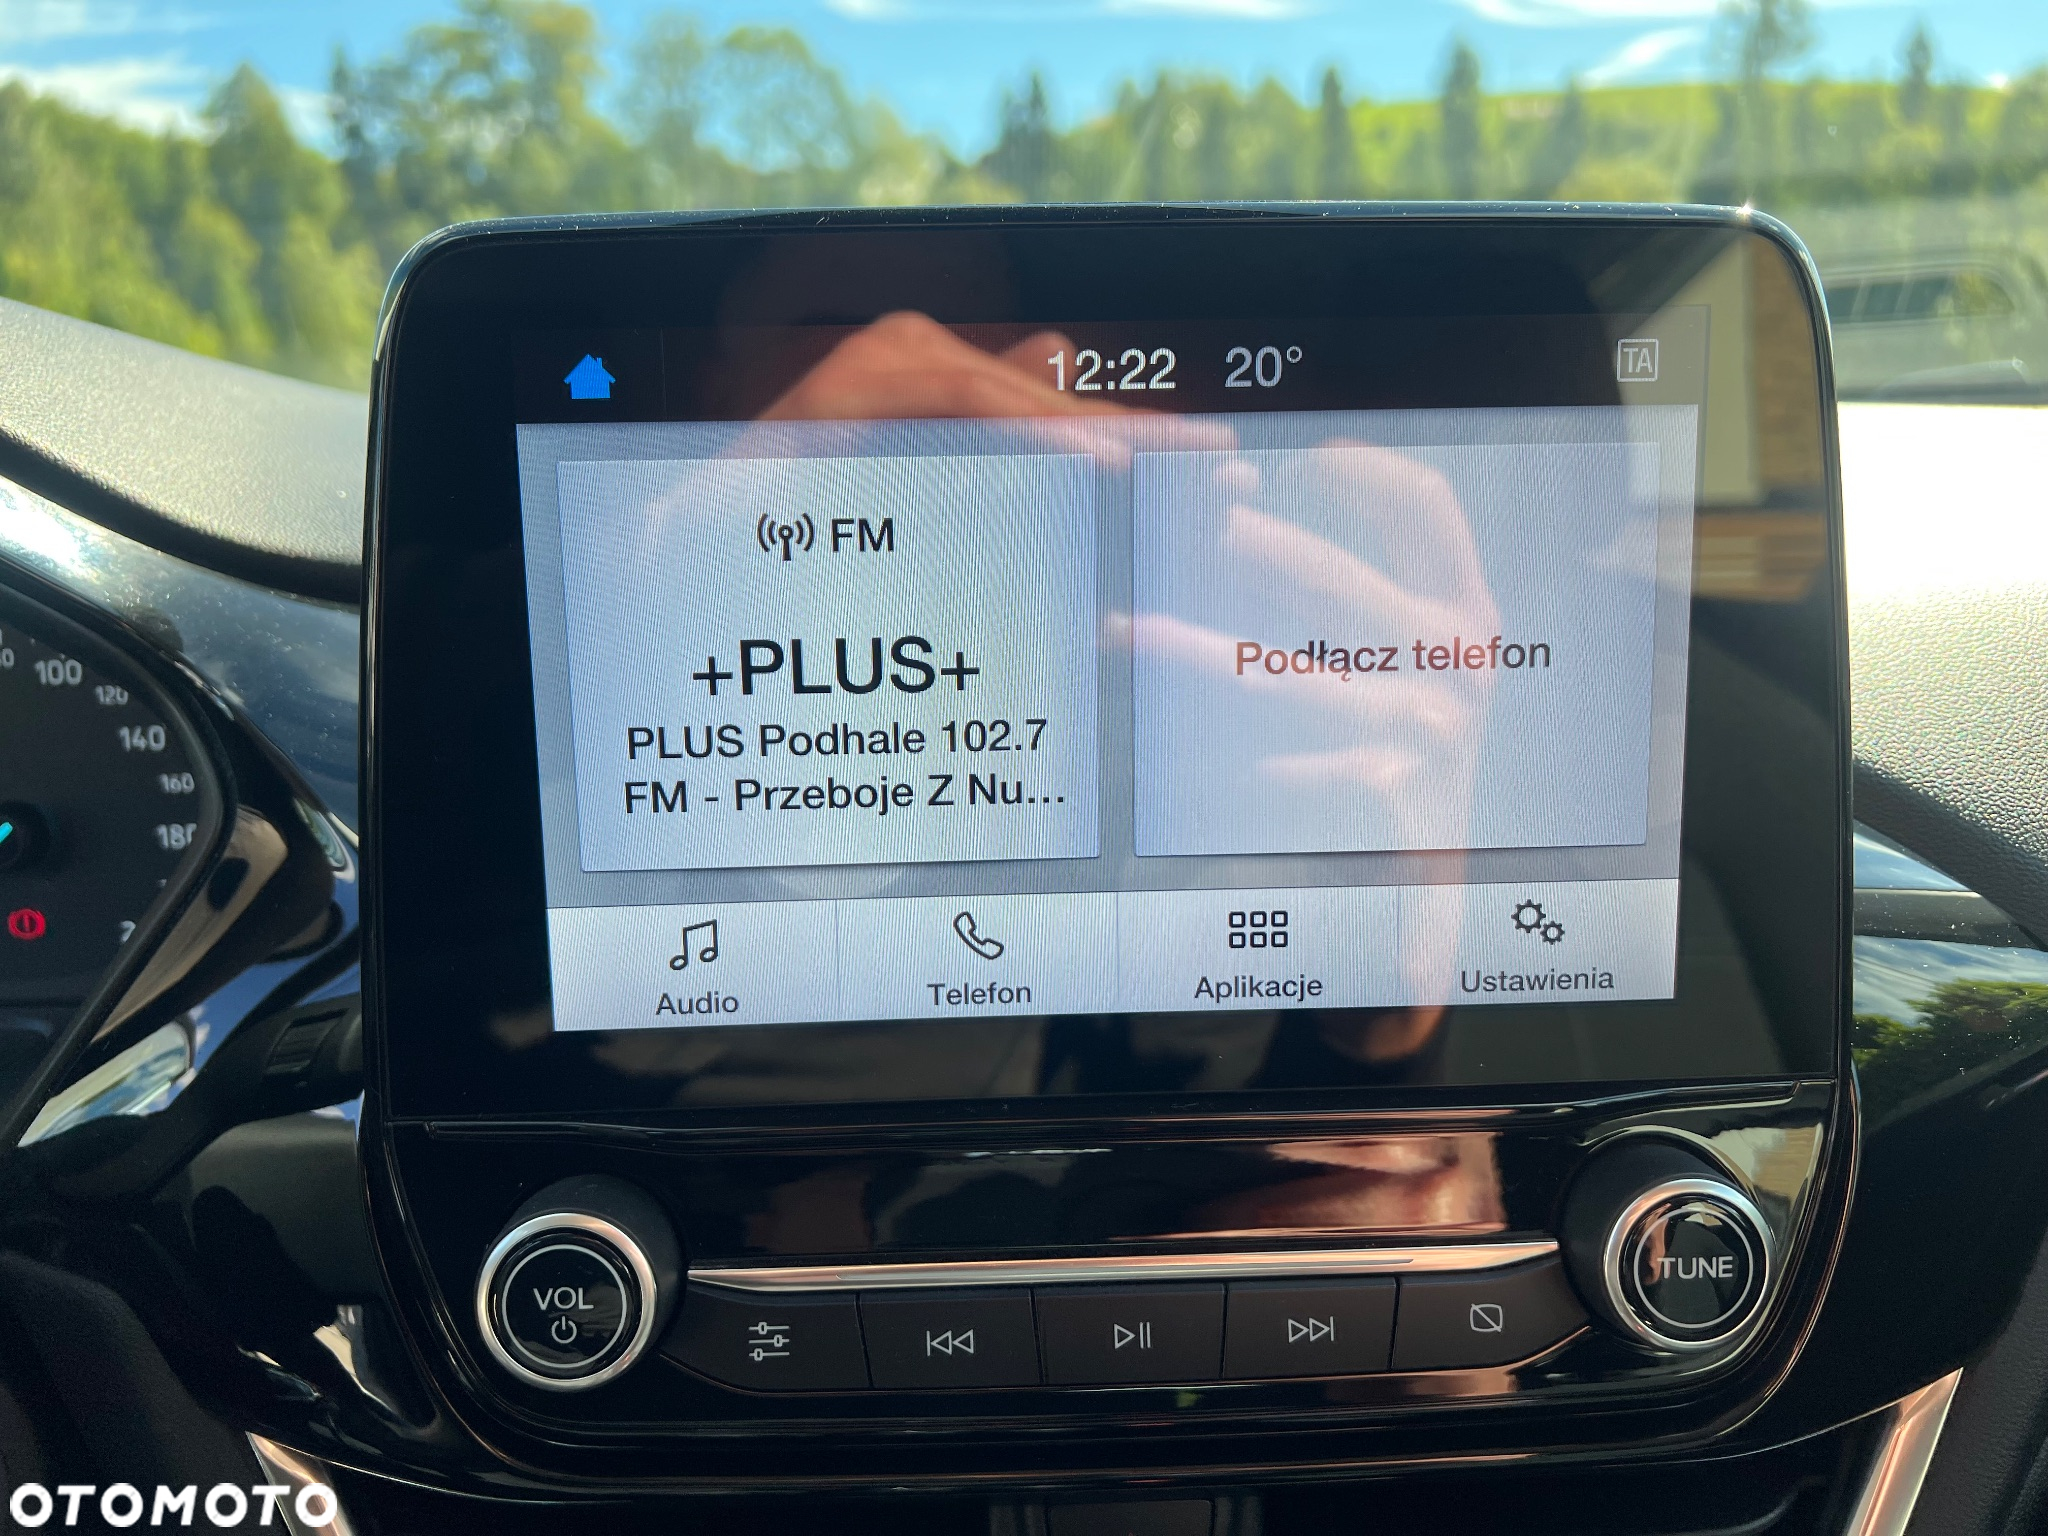 12:22 20° TA
FM
+PLUS+
PLUS Podhale 102.7
FM - Przeboje Z Nu...
Podłącz telefon
Audio
Telefon
Aplikacje
Ustawienia
100
120
140
160
180
VOL
TUNE
OTOMOTO